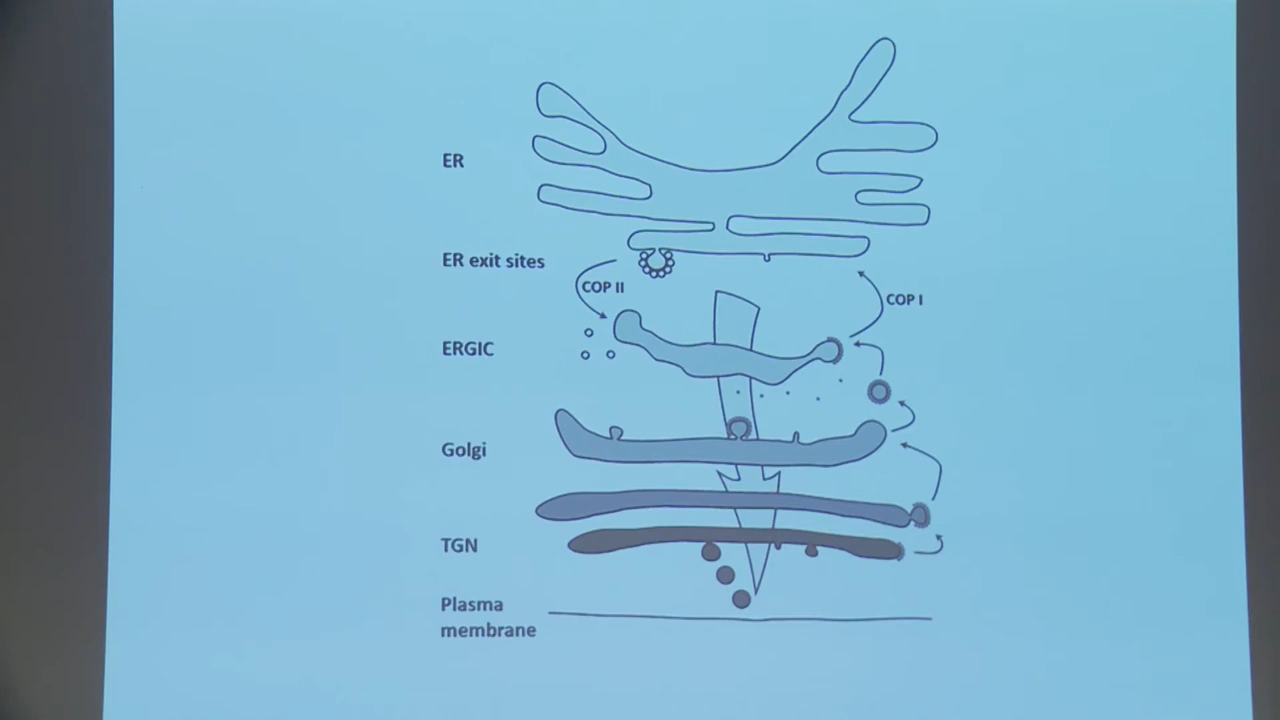 ER
ER exit sites
COP II
COP I
ERGIC
Golgi
TGN
Plasma
membrane